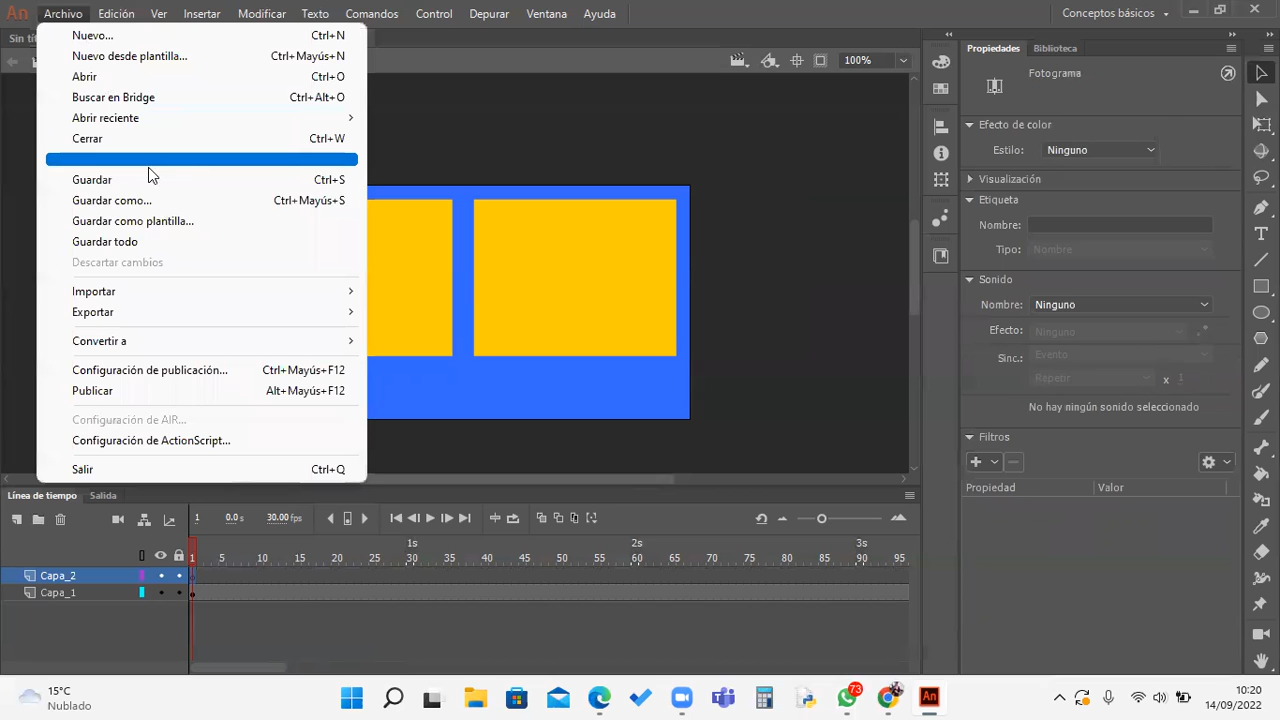 An Archivo Edición Ver Insertar Modificar Texto Comandos Control Depurar Ventana Ayuda Conceptos básicos
Sin tít
100%
Nuevo... Ctrl+N
Nuevo desde plantilla... Ctrl+Mayús+N
Abrir Ctrl+O
Buscar en Bridge Ctrl+Alt+O
Abrir reciente
Cerrar Ctrl+W
Guardar Ctrl+S
Guardar como... Ctrl+Mayús+S
Guardar como plantilla...
Guardar todo
Descartar cambios
Importar
Exportar
Convertir a
Configuración de publicación... Ctrl+Mayús+F12
Publicar Alt+Mayús+F12
Configuración de AIR...
Configuración de ActionScript...
Salir Ctrl+Q
Propiedades Biblioteca
Fotograma
Efecto de color
Estilo: Ninguno
Visualización
Etiqueta
Nombre:
Tipo: Nombre
Sonido
Nombre: Ninguno
Efecto: Ninguno
Sinc.: Evento
Repetir x 1
No hay ningún sonido seleccionado
Filtros
Propiedad Valor
Línea de tiempo Salida
1 0.0s 30.00 fps
1s 2s 3s
1 5 10 15 20 25 30 35 40 45 50 55 60 65 70 75 80 85 90 95
Capa_2
Capa_1
15°C
Nublado
73
An
10:20
14/09/2022